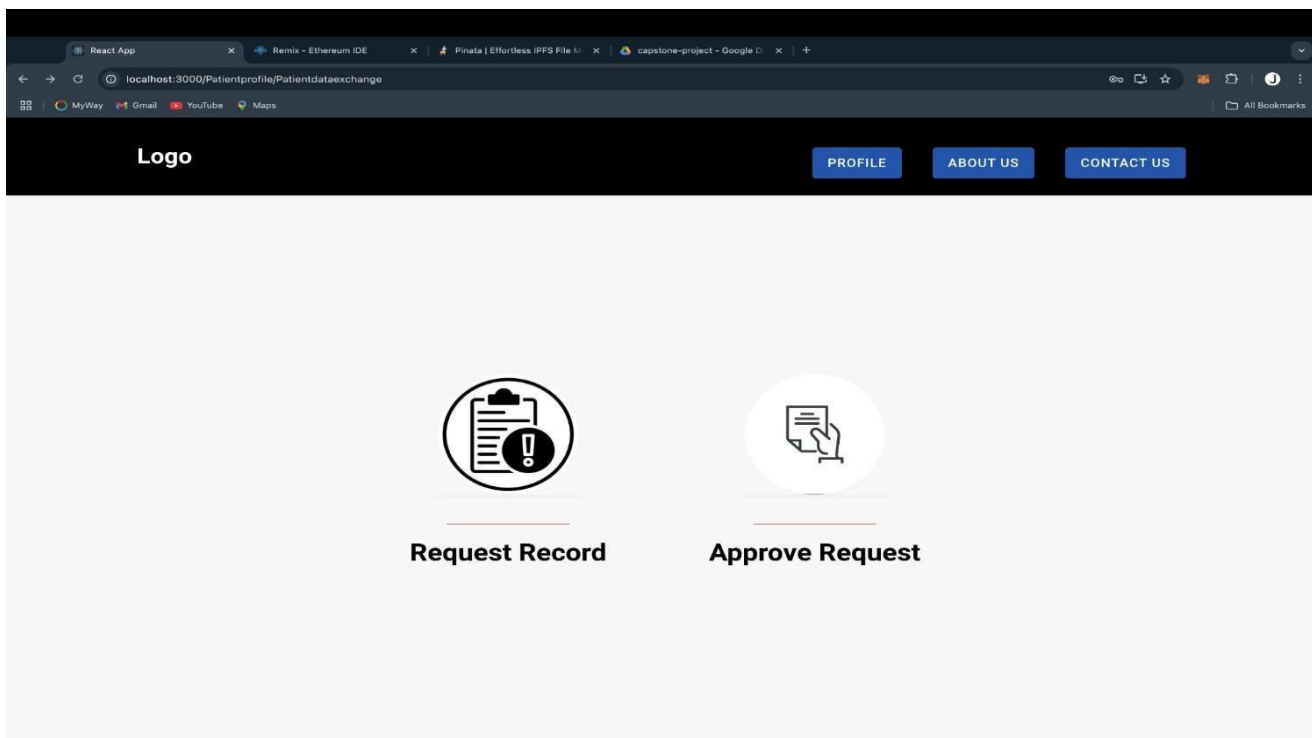 React App
Remix - Ethereum IDE
Pinata | Effortless IPFS File M
capstone-project - Google D
localhost:3000/Patientprofile/Patientdataexchange
J
MyWay
Gmail
YouTube
Maps
All Bookmarks
Logo
PROFILE
ABOUT US
CONTACT US
Request Record
Approve Request